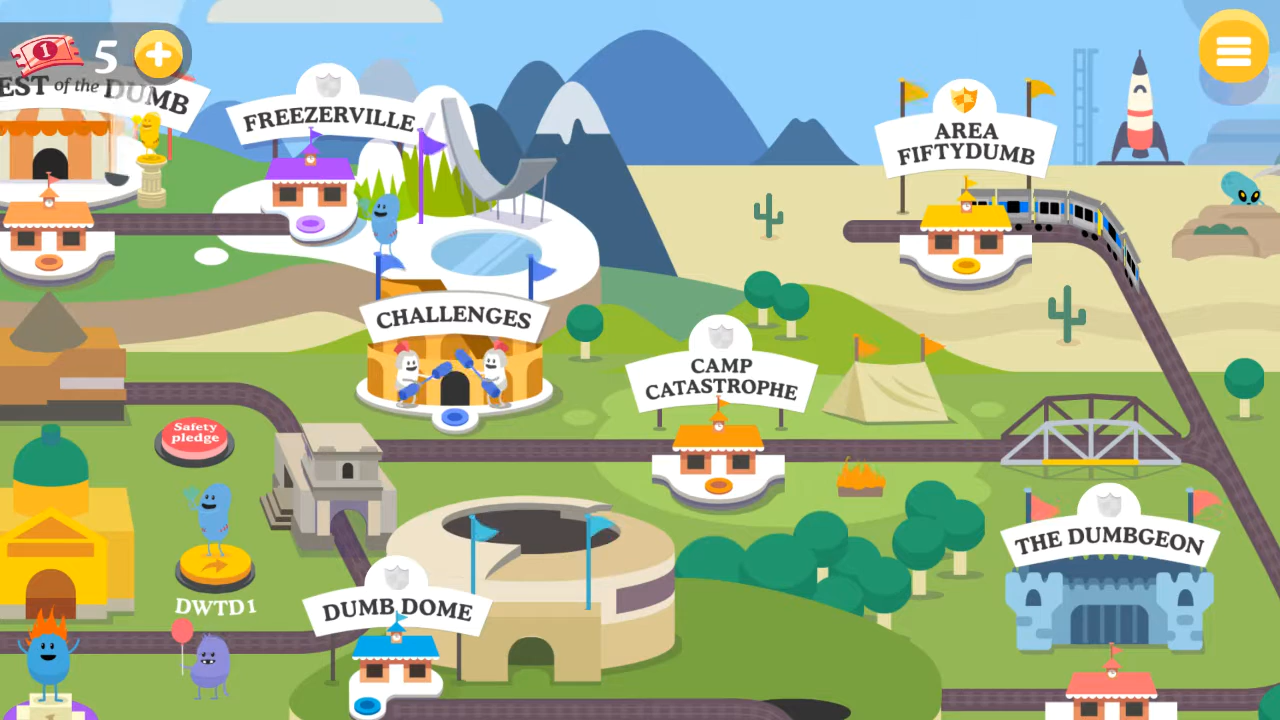 5
EST of the DUMB
FREEZERVILLE
AREA
FIFTYDUMB
CHALLENGES
CAMP
CATASTROPHE
Safety
pledge
THE DUMBGEON
DWTD1
DUMB DOME